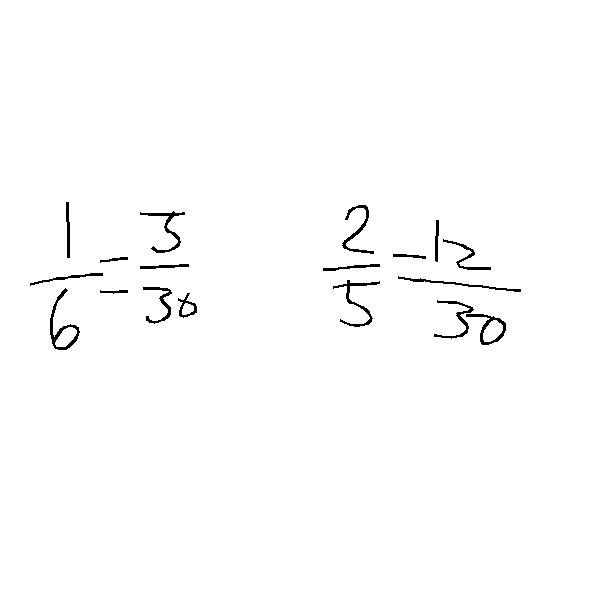 1/6 = 5/30 2/5 = 12/30